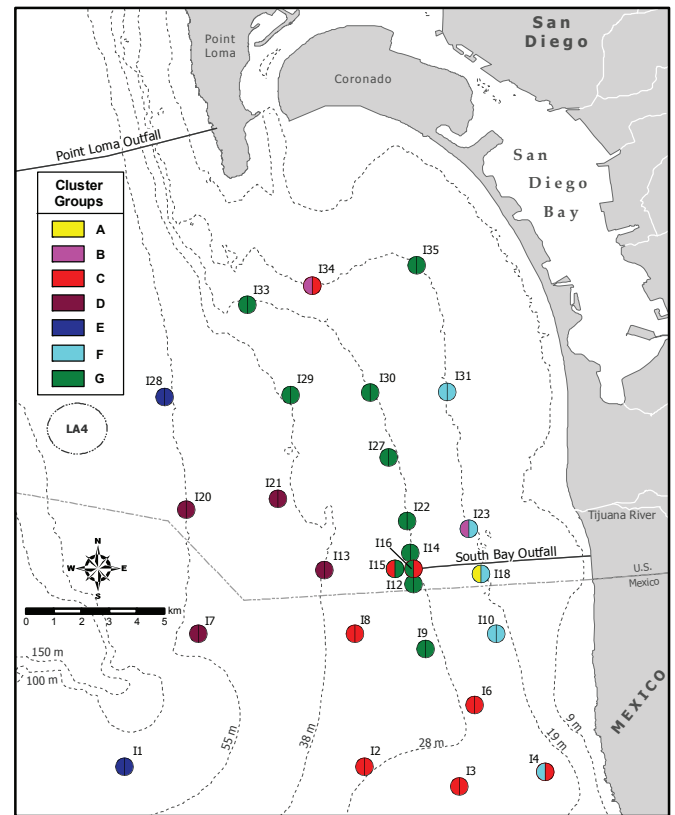 San
Diego
Point
Loma
Coronado
Point Loma Outfall
San
Diego
Bay
Cluster
Groups
A
B
C
D
E
F
G
I35
I34
I33
I28
I29
I30
I31
LA4
I27
I21
I20
I22
I23
Tijuana River
I16
I14
South Bay Outfall
I13
I15
I18
I12
U.S.
Mexico
N
W E
S
km
0 1 2 3 4 5
I7
I8
I10
I9
150 m
100 m
I6
MEXICO
55 m
38 m
28 m
19 m
9 m
I1
I2
I3
I4